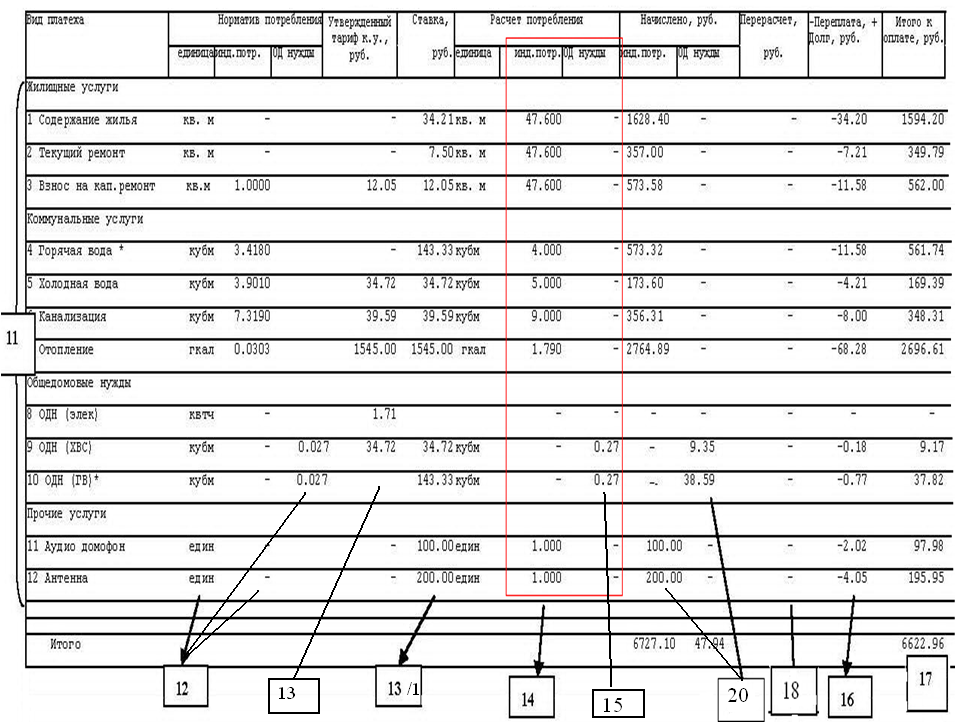 Вид платежа Норматив потребления Утвержденный Ставка, Расчет потребления Начислено, руб. Перерасчет, -Переплата, + Итого к
тариф к.у., Долг, руб. оплате, руб.
единица инд.потр. ОД нужды руб. руб. единица инд.потр. ОД нужды инд.потр. ОД нужды руб.
Жилищные услуги
1 Содержание жилья кв. м - - 34.21 кв. м 47.600 - 1628.40 - - -34.20 1594.20
2 Текущий ремонт кв. м - - 7.50 кв. м 47.600 - 357.00 - - -7.21 349.79
3 Взнос на кап.ремонт кв.м 1.0000 12.05 12.05 кв. м 47.600 - 573.58 - - -11.58 562.00
Коммунальные услуги
4 Горячая вода * кубм 3.4180 - 143.33 кубм 4.000 - 573.32 - - -11.58 561.74
5 Холодная вода кубм 3.9010 34.72 34.72 кубм 5.000 - 173.60 - - -4.21 169.39
Канализация кубм 7.3190 39.59 39.59 кубм 9.000 - 356.31 - - -8.00 348.31
11
Отопление гкал 0.0303 1545.00 1545.00 гкал 1.790 - 2764.89 - - -68.28 2696.61
Общедомовые нужды
8 ОДН (элек) квтч - 1.71 - - - - - - -
9 ОДН (ХВС) кубм - 0.027 34.72 34.72 кубм - 0.27 - 9.35 - -0.18 9.17
10 ОДН (ГВ)* кубм - 0.027 143.33 кубм - 0.27 - 38.59 - -0.77 37.82
Прочие услуги
11 Аудио домофон един - - 100.00 един 1.000 100.00 - - -2.02 97.98
12 Антенна един - - 200.00 един 1.000 200.00 - - -4.05 195.95
Итого 6727.10 47.94 6622.96
12 13 13 /1 14 15 20 18 16 17